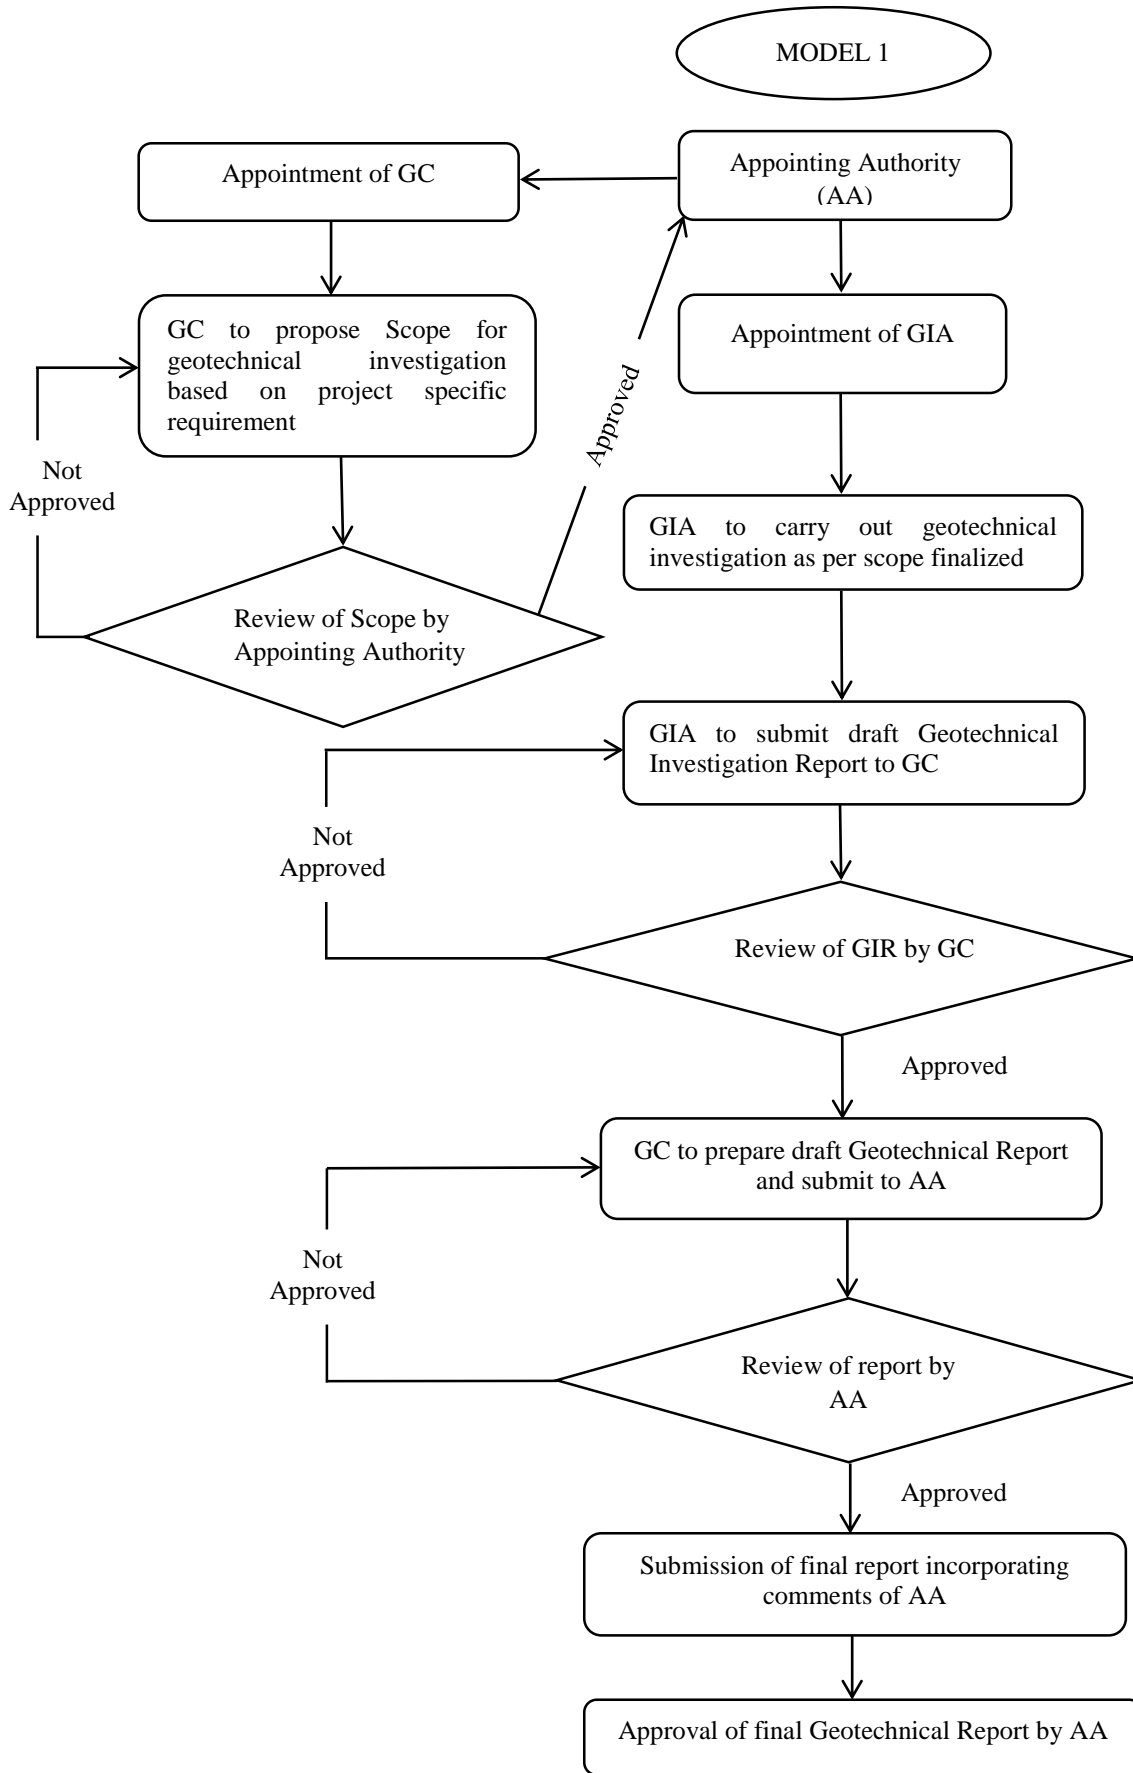 MODEL 1
Appointment of GC
Appointing Authority
(AA)
GC to propose Scope for
geotechnical investigation
based on project specific
requirement
Appointment of GIA
Approved
Not
Approved
GIA to carry out geotechnical
investigation as per scope finalized
Review of Scope by
Appointing Authority
GIA to submit draft Geotechnical
Investigation Report to GC
Not
Approved
Review of GIR by GC
Approved
GC to prepare draft Geotechnical Report
and submit to AA
Not
Approved
Review of report by
AA
Approved
Submission of final report incorporating
comments of AA
Approval of final Geotechnical Report by AA